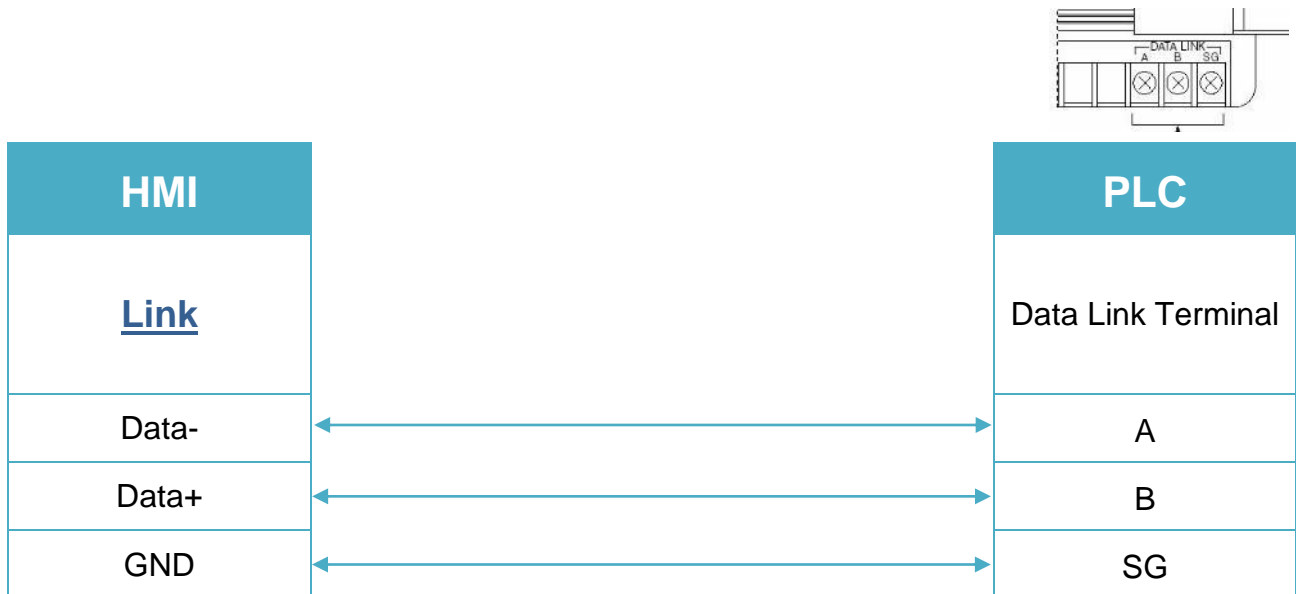 DATA LINK
A B SG
HMI PLC
Link Data Link Terminal
Data- A
Data+ B
GND SG